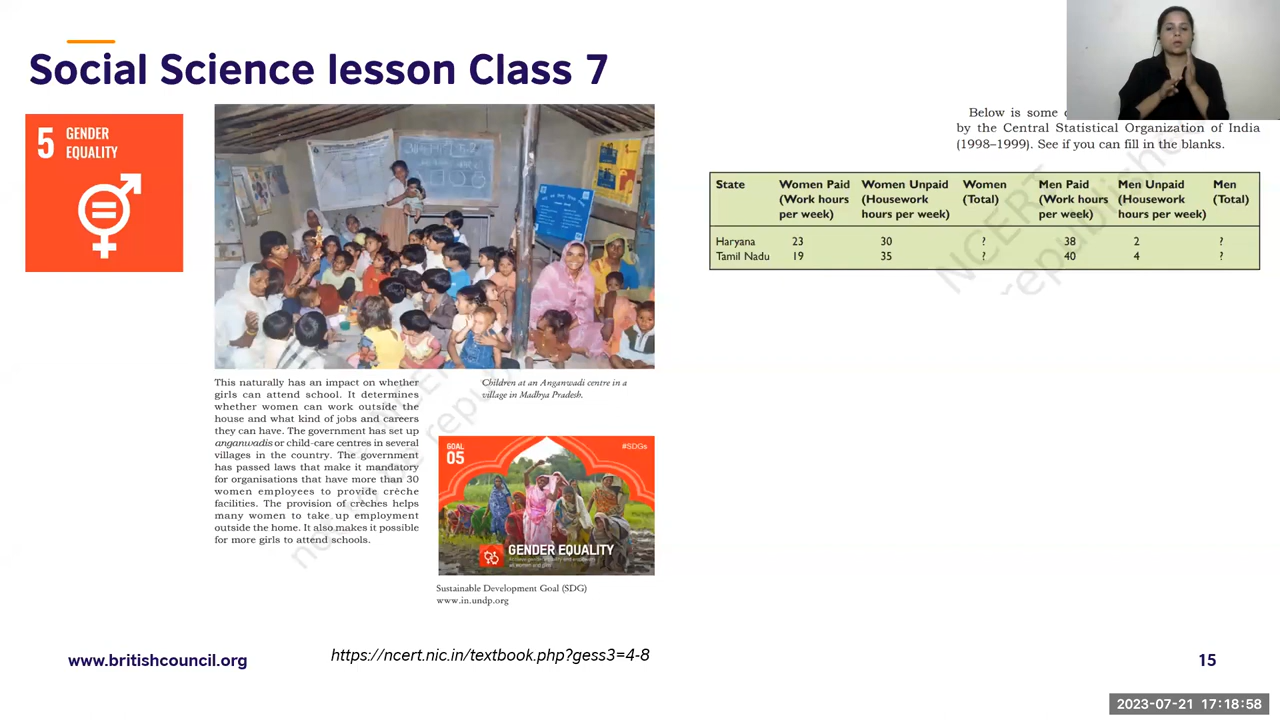 Social Science lesson Class 7
5 GENDER
EQUALITY
This naturally has an impact on whether
girls can attend school. It determines
whether women can work outside the
house and what kind of jobs and careers
they can have. The government has set up
anganwadis or child-care centres in several
villages in the country. The government
has passed laws that make it mandatory
for organisations that have more than 30
women employees to provide crèche
facilities. The provision of crèches helps
many women to take up employment
outside the home. It also makes it possible
for more girls to attend schools.
Children at an Anganwadi centre in a
village in Madhya Pradesh.
GOAL
05
#SDGs
GENDER EQUALITY
Sustainable Development Goal (SDG)
www.in.undp.org
Below is some
by the Central Statistical Organization of India
(1998–1999). See if you can fill in the blanks.
State Women Paid Women Unpaid Women Men Paid Men Unpaid Men
(Work hours (Housework (Total) (Work hours (Housework (Total)
per week) hours per week) per week) hours per week)
Haryana 23 30 ? 38 2 ?
Tamil Nadu 19 35 ? 40 4 ?
NCERT
republishe
www.britishcouncil.org
https://ncert.nic.in/textbook.php?gess3=4-8
15
2023-07-21 17:18:58